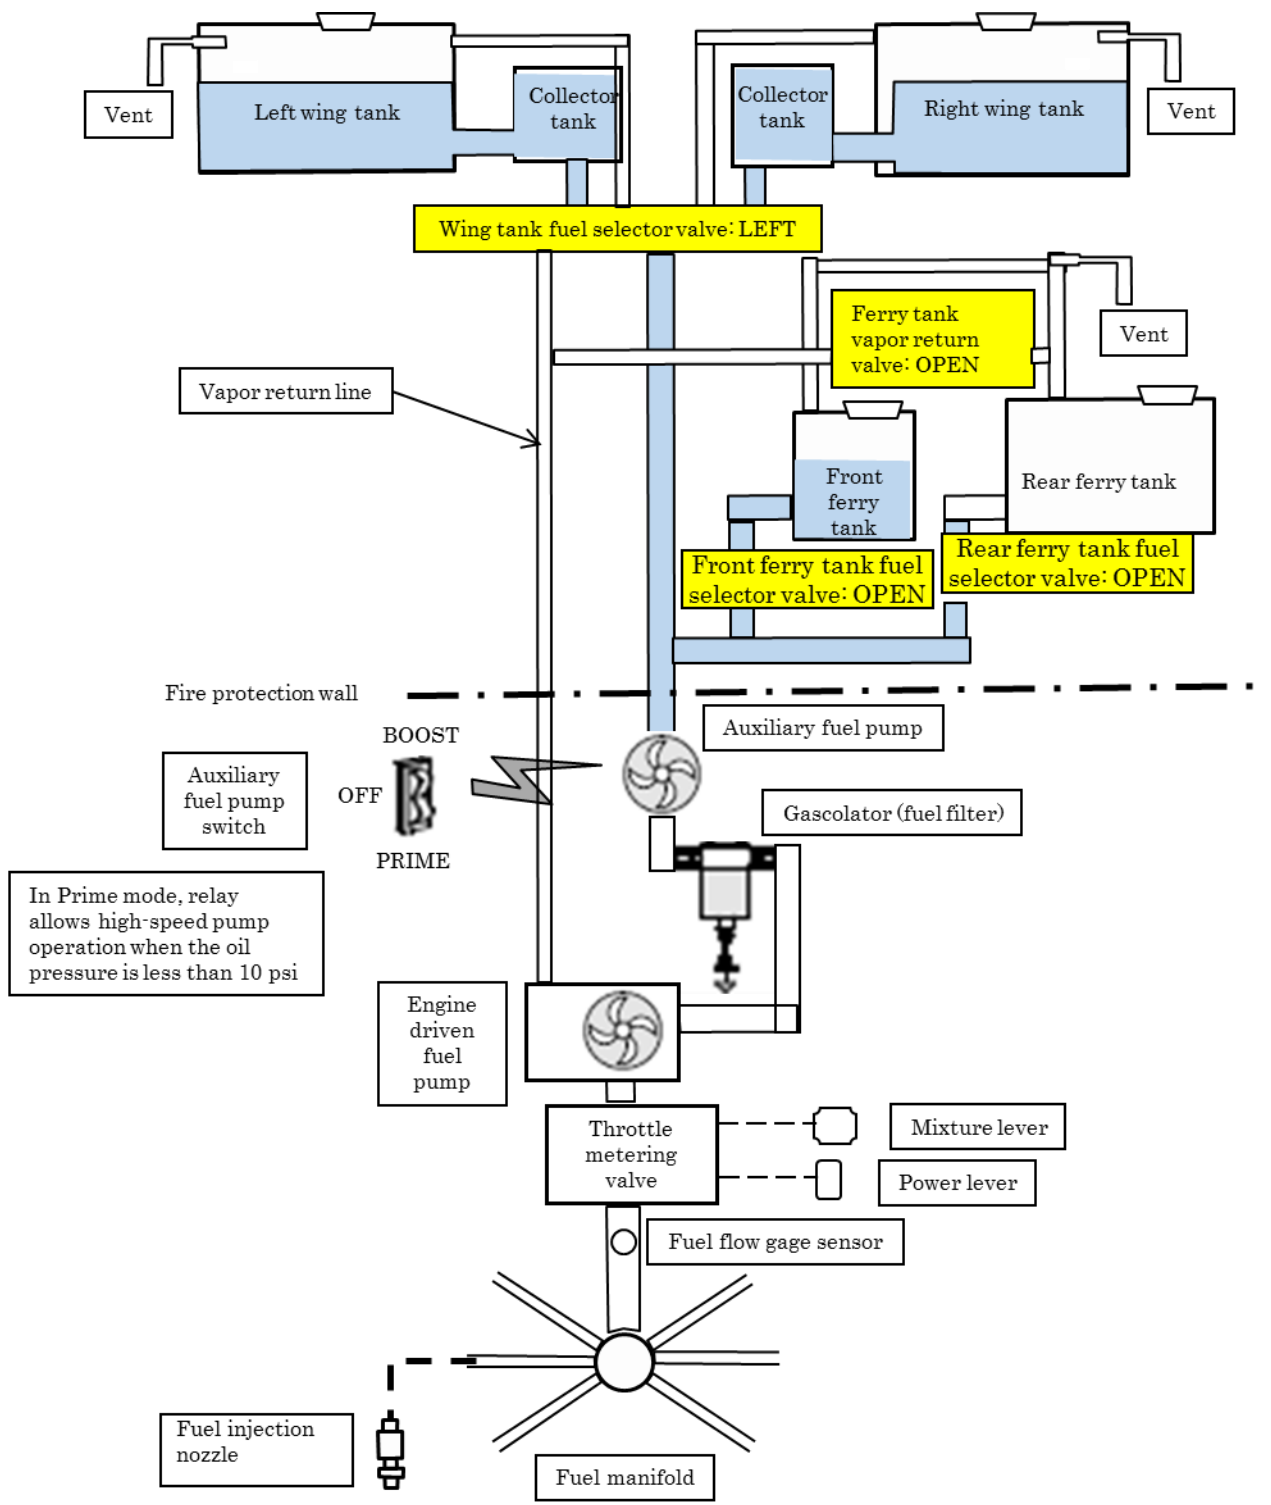 Vent
Left wing tank
Collector
tank
Collector
tank
Right wing tank
Vent
Wing tank fuel selector valve: LEFT
Ferry tank
vapor return
valve: OPEN
Vent
Vapor return line
Front
ferry
tank
Rear ferry tank
Front ferry tank fuel
selector valve: OPEN
Rear ferry tank fuel
selector valve: OPEN
Fire protection wall
Auxiliary fuel pump
BOOST
OFF
PRIME
Auxiliary
fuel pump
switch
Gascolator (fuel filter)
In Prime mode, relay
allows high-speed pump
operation when the oil
pressure is less than 10 psi
Engine
driven
fuel
pump
Throttle
metering
valve
Mixture lever
Power lever
Fuel flow gage sensor
Fuel injection
nozzle
Fuel manifold